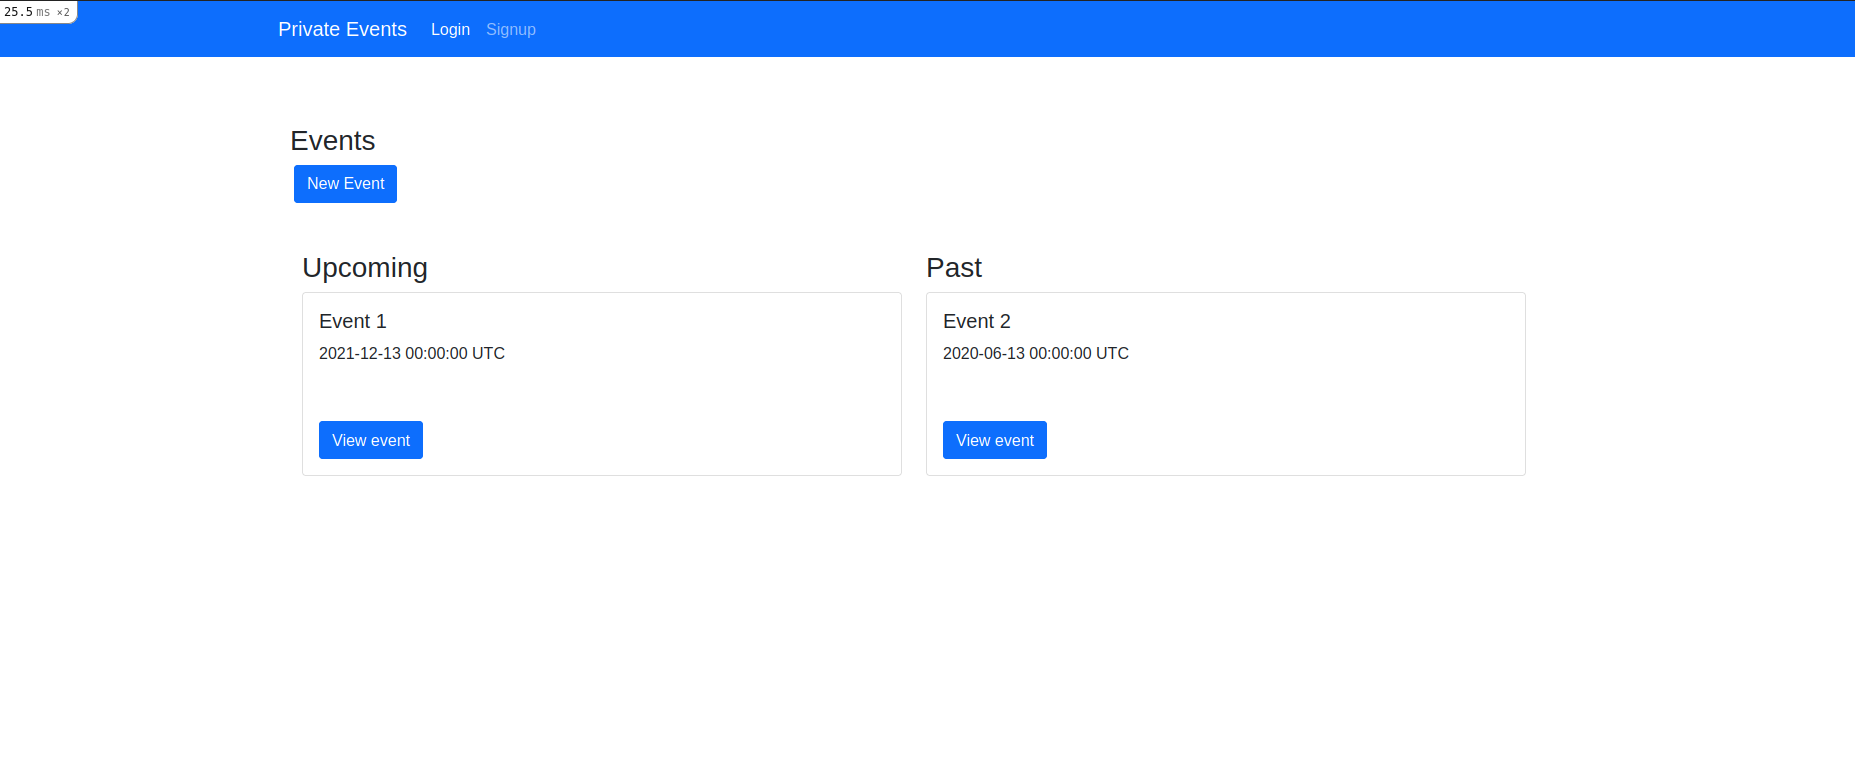 25.5 ms ×2
Private Events Login Signup
Events
New Event
Upcoming
Event 1
2021-12-13 00:00:00 UTC
View event
Past
Event 2
2020-06-13 00:00:00 UTC
View event